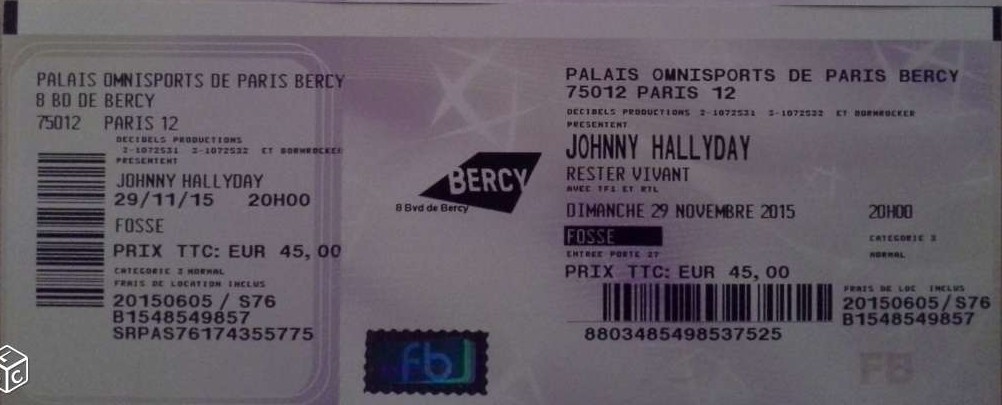 PALAIS OMNISPORTS DE PARIS BERCY
8 BD DE BERCY
75012 PARIS 12
DECIBELS PRODUCTIONS
2-1072531 3-1072532 ET BORNROCKER
PRESENTENT
JOHNNY HALLYDAY
29/11/15 20H00
FOSSE
PRIX TTC: EUR 45,00
CATEGORIE 3 NORMAL
FRAIS DE LOCATION INCLUS
20150605 / S76
B1548549857
SRPAS76174355775
BERCY
8 Bvd de Bercy
fb
PALAIS OMNISPORTS DE PARIS BERCY
75012 PARIS 12
DECIBELS PRODUCTIONS 2-1072531 3-1072532 ET BORNROCKER
PRESENTENT
JOHNNY HALLYDAY
RESTER VIVANT
AVEC TF1 ET RTL
DIMANCHE 29 NOVEMBRE 2015 20H00
FOSSE CATEGORIE 3
ENTREE PORTE 27 NORMAL
PRIX TTC: EUR 45,00
FRAIS DE LOC INCLUS
20150605 / S76
B1548549857
8803485498537525
FB